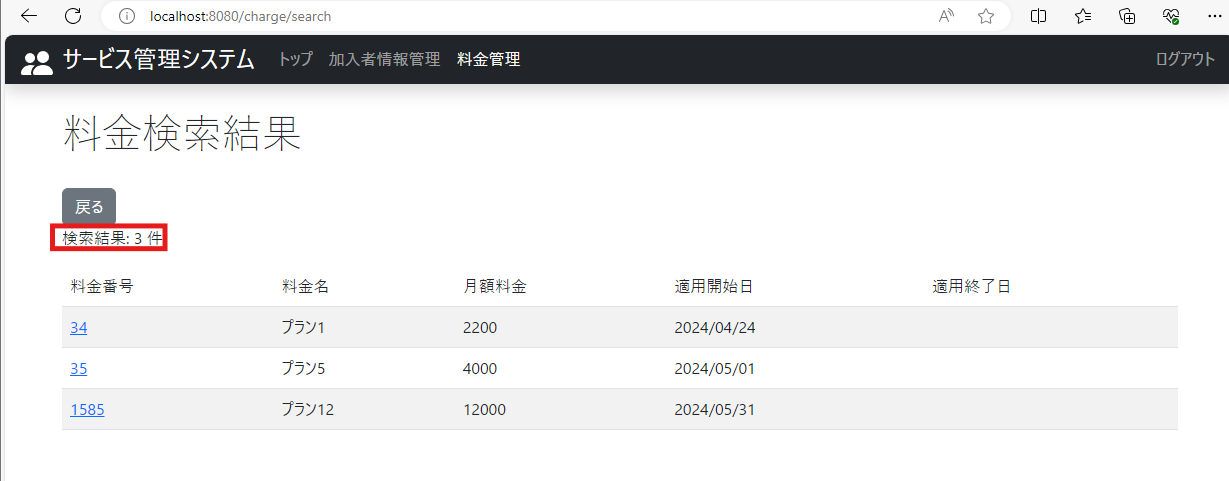 localhost:8080/charge/search
サービス管理システム トップ 加入者情報管理 料金管理 ログアウト
料金検索結果
戻る
検索結果: 3 件
料金番号 料金名 月額料金 適用開始日 適用終了日
34 プラン1 2200 2024/04/24
35 プラン5 4000 2024/05/01
1585 プラン12 12000 2024/05/31